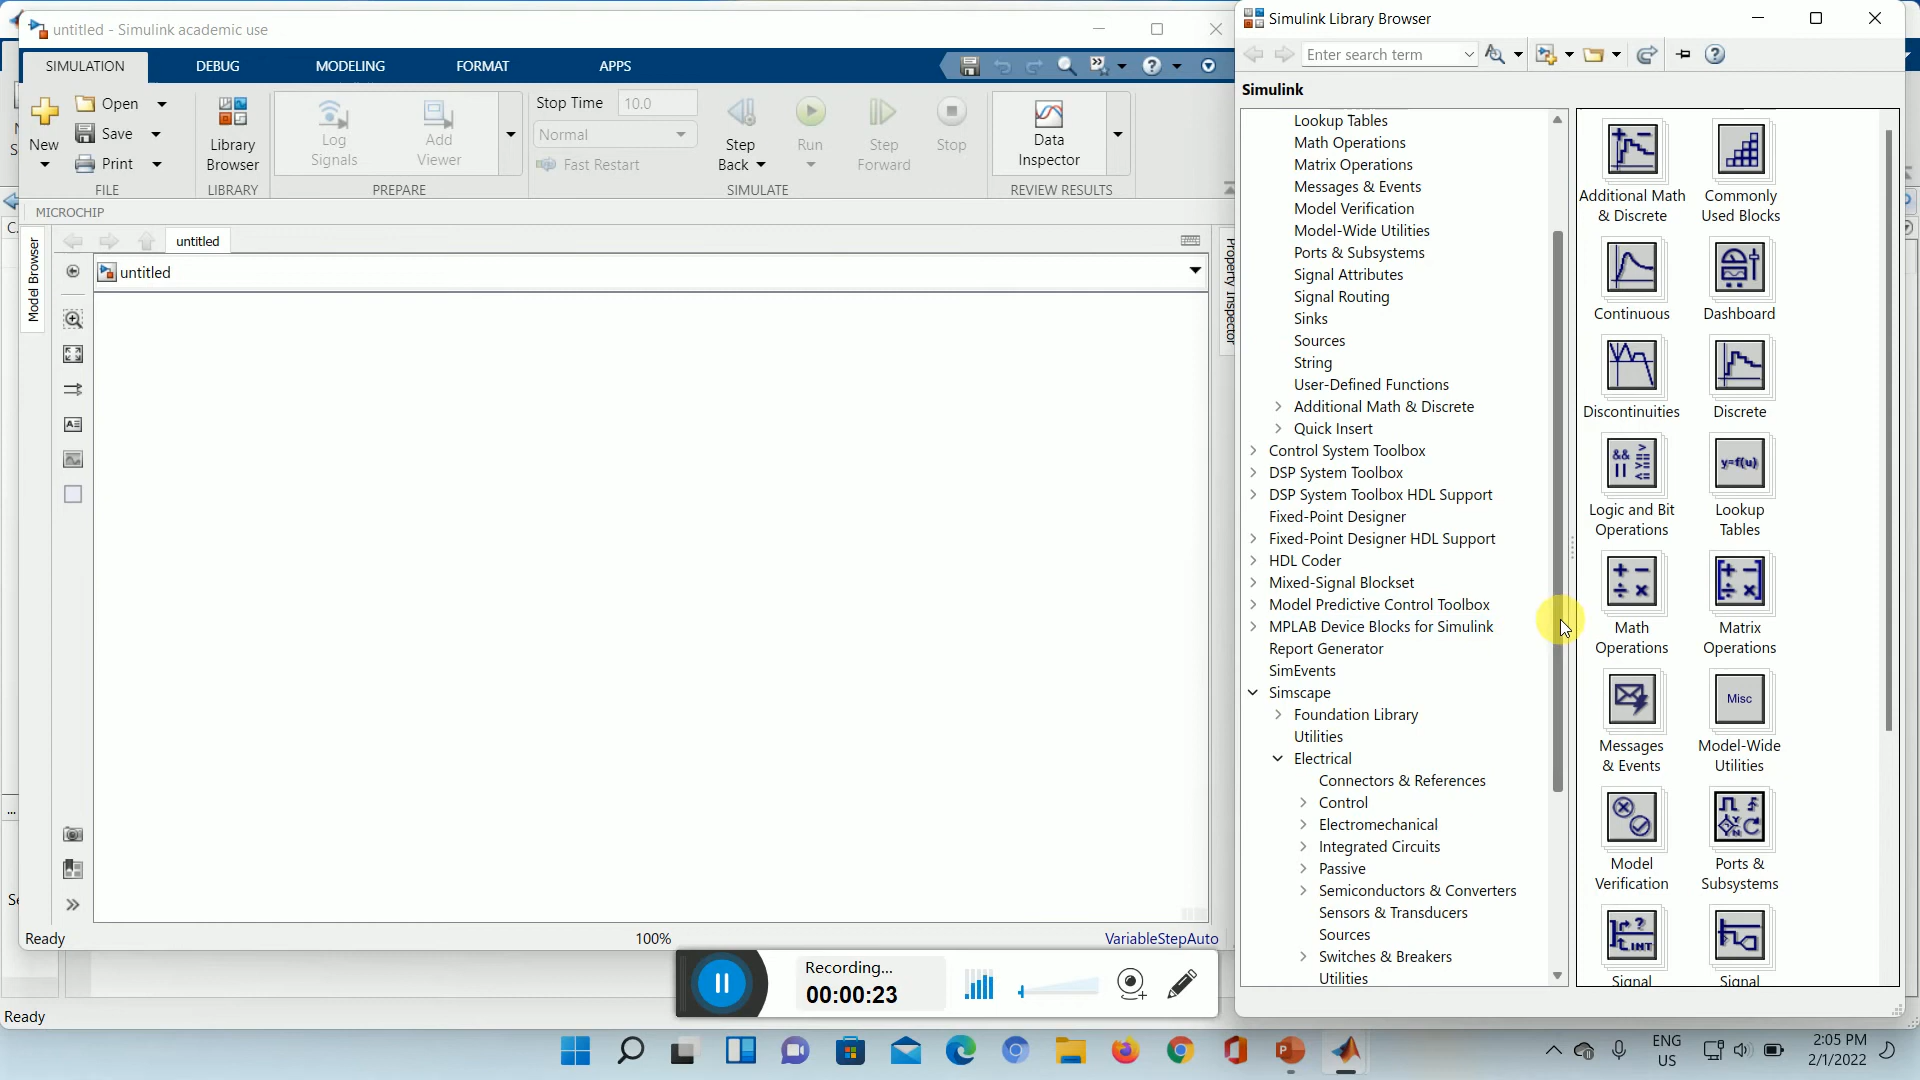 untitled - Simulink academic use
SIMULATION
DEBUG
MODELING
FORMAT
APPS
New
Open
Save
Print
FILE
Library
Browser
LIBRARY
Log
Signals
Add
Viewer
PREPARE
Stop Time
10.0
Normal
Fast Restart
Step
Back
Run
Step
Forward
Stop
SIMULATE
Data
Inspector
REVIEW RESULTS
MICROCHIP
Model Browser
untitled
untitled
Property Inspector
Ready
100%
VariableStepAuto
Ready
Recording...
00:00:23
Simulink Library Browser
Enter search term
Simulink
Lookup Tables
Math Operations
Matrix Operations
Messages & Events
Model Verification
Model-Wide Utilities
Ports & Subsystems
Signal Attributes
Signal Routing
Sinks
Sources
String
User-Defined Functions
Additional Math & Discrete
Quick Insert
Control System Toolbox
DSP System Toolbox
DSP System Toolbox HDL Support
Fixed-Point Designer
Fixed-Point Designer HDL Support
HDL Coder
Mixed-Signal Blockset
Model Predictive Control Toolbox
MPLAB Device Blocks for Simulink
Report Generator
SimEvents
Simscape
Foundation Library
Utilities
Electrical
Connectors & References
Control
Electromechanical
Integrated Circuits
Passive
Semiconductors & Converters
Sensors & Transducers
Sources
Switches & Breakers
Utilities
Additional Math
& Discrete
Commonly
Used Blocks
Continuous
Dashboard
Discontinuities
Discrete
Logic and Bit
Operations
y=f(u)
Lookup
Tables
Math
Operations
Matrix
Operations
Messages
& Events
Misc
Model-Wide
Utilities
Model
Verification
Ports &
Subsystems
Signal
Signal
ENG
US
2:05 PM
2/1/2022